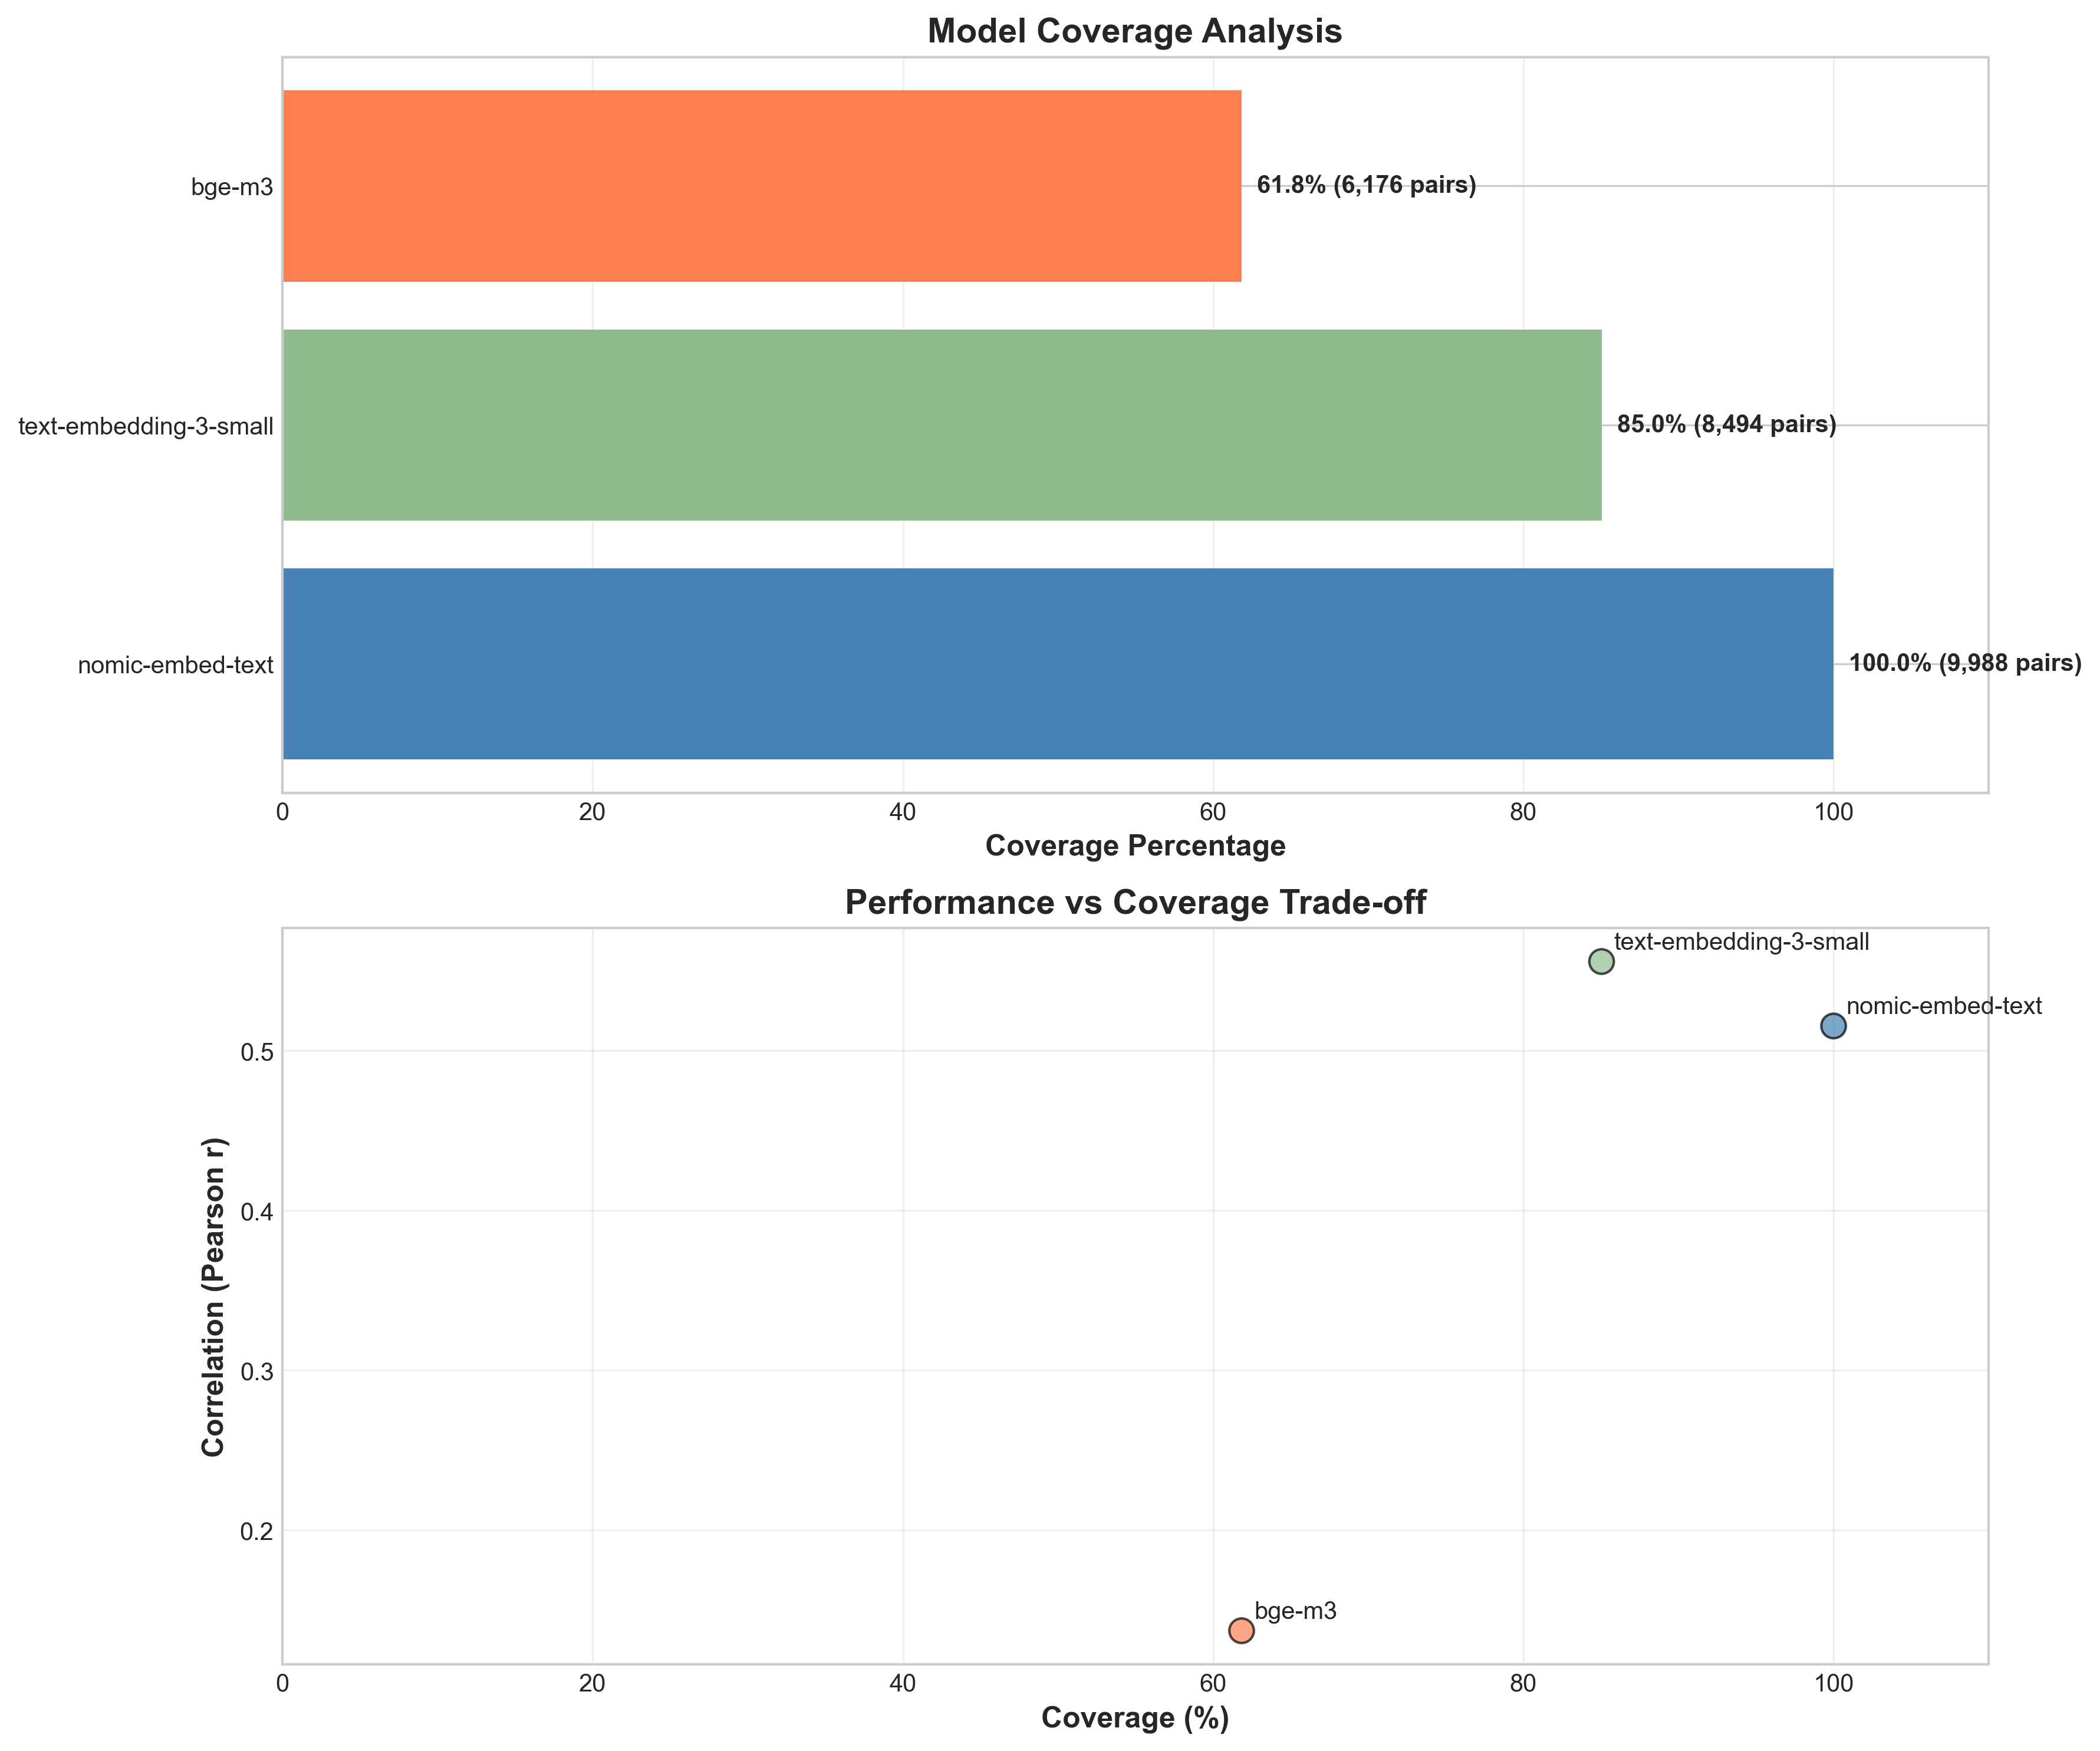 Model Coverage Analysis
bge-m3
61.8% (6,176 pairs)
text-embedding-3-small
85.0% (8,494 pairs)
nomic-embed-text
100.0% (9,988 pairs)
0 20 40 60 80 100
Coverage Percentage
Performance vs Coverage Trade-off
text-embedding-3-small
nomic-embed-text
0.5
0.4
Correlation (Pearson r)
0.3
0.2
bge-m3
0 20 40 60 80 100
Coverage (%)